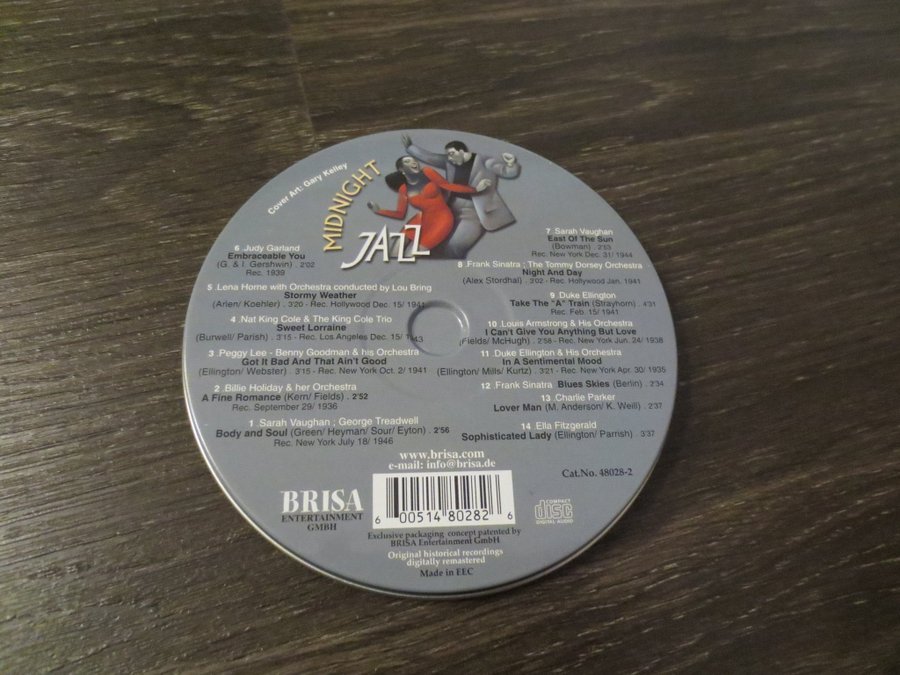 Cover Art: Gary Kelley
MIDNIGHT
JAZZ
6 .Judy Garland
Embraceable You
(G. & I. Gershwin) . 2'02
Rec. 1939
5 .Lena Horne with Orchestra conducted by Lou Bring
Stormy Weather
(Arlen/ Koehler) . 3'20 - Rec. Hollywood Dec. 15/ 1941
4 .Nat King Cole & The King Cole Trio
Sweet Lorraine
(Burwell/ Parish) . 3'15 - Rec. Los Angeles Dec. 15/ 1943
3 .Peggy Lee - Benny Goodman & his Orchestra
Got It Bad And That Ain't Good
(Ellington/ Webster) . 3'15 - Rec. New York Oct. 2/ 1941
2 .Billie Holiday & her Orchestra
A Fine Romance (Kern/ Fields) . 2'52
Rec. September 29/ 1936
1 .Sarah Vaughan ; George Treadwell
Body and Soul (Green/ Heyman/ Sour/ Eyton) . 2'56
Rec. New York July 18/ 1946
7 .Sarah Vaughan
East Of The Sun
(Bowman) . 2'53
Rec. New York Dec. 31/ 1944
8 .Frank Sinatra ; The Tommy Dorsey Orchestra
Night And Day
(Alex Stordhal) . 3'02 - Rec. Hollywood Jan. 1941
9 .Duke Ellington
Take The "A" Train (Strayhorn) . 4'31
Rec. Feb. 15/ 1941
10 .Louis Armstrong & His Orchestra
I Can't Give You Anything But Love
(Fields/ McHugh) . 2'58 - Rec. New York Jun. 24/ 1938
11 .Duke Ellington & His Orchestra
In A Sentimental Mood
(Ellington/ Mills/ Kurtz) . 3'21 - Rec. New York Apr. 30/ 1935
12 .Frank Sinatra Blues Skies (Berlin) . 2'34
13 .Charlie Parker
Lover Man (M. Anderson/ K. Weill) . 2'37
14 .Ella Fitzgerald
Sophisticated Lady (Ellington/ Parrish) . 3'37
www.brisa.com
e-mail: info@brisa.de
Cat.No. 48028-2
BRISA
ENTERTAINMENT
GMBH
6 00514 80282 6
COMPACT
disc
DIGITAL AUDIO
Exclusive packaging concept patented by
BRISA Entertainment GmbH
Original historical recordings
digitally remastered
Made in EEC